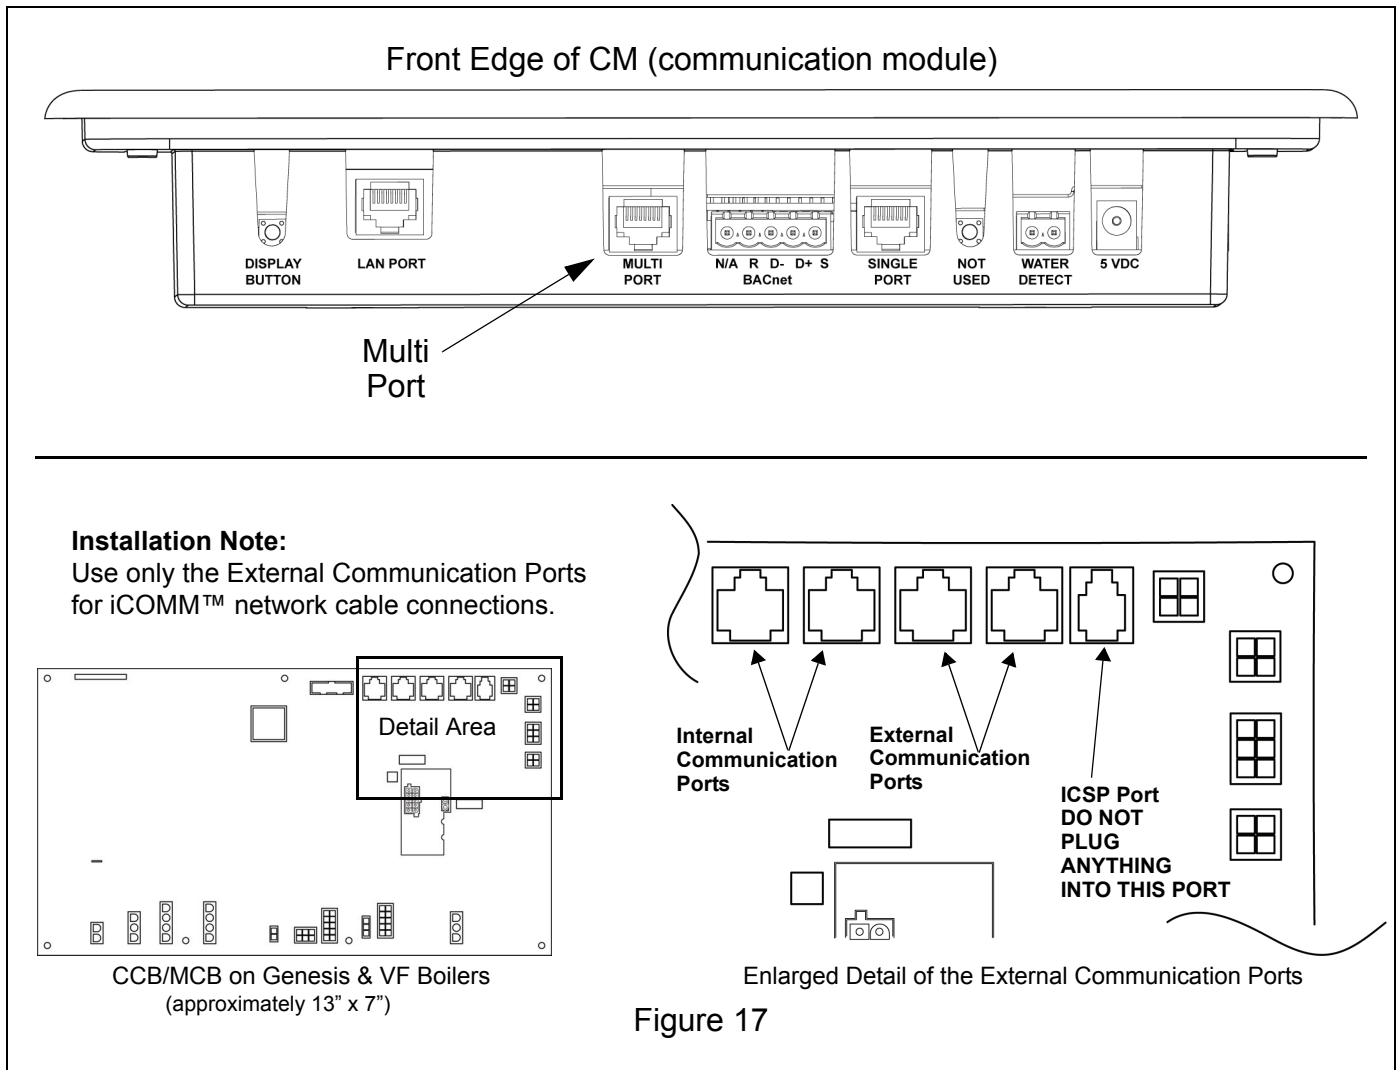 Front Edge of CM (communication module)
DISPLAY
BUTTON
LAN PORT
MULTI
PORT
N/A R D- D+ S
BACnet
SINGLE
PORT
NOT
USED
WATER
DETECT
5 VDC
Multi
Port
Installation Note:
Use only the External Communication Ports
for iCOMM™ network cable connections.
Detail Area
CCB/MCB on Genesis & VF Boilers
(approximately 13” x 7”)
Internal
Communication
Ports
External
Communication
Ports
ICSP Port
DO NOT
PLUG
ANYTHING
INTO THIS PORT
Enlarged Detail of the External Communication Ports
Figure 17